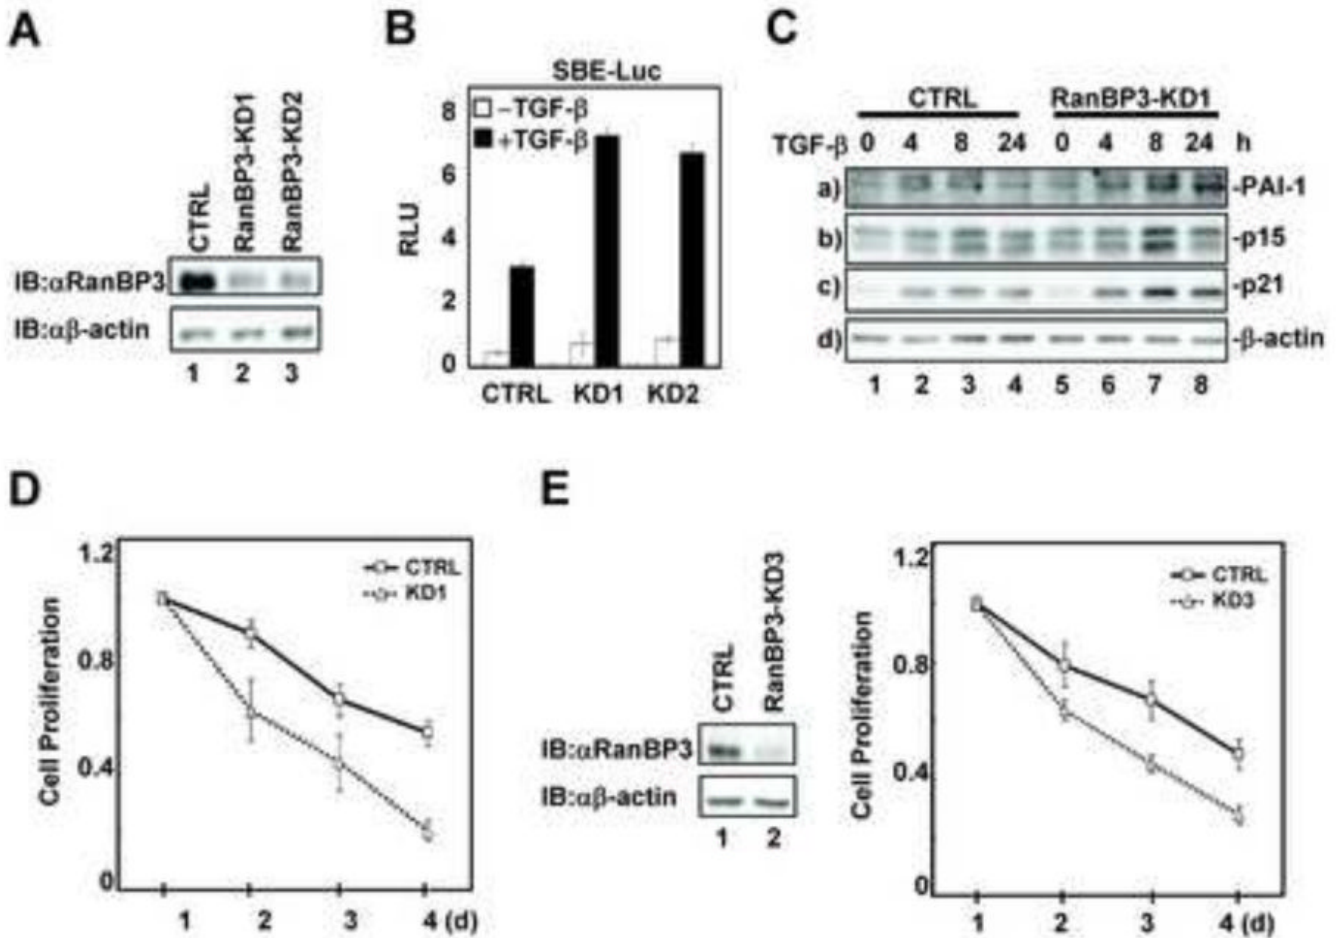 A
CTRL
RanBP3-KD1
RanBP3-KD2
IB:αRanBP3
IB:αβ-actin
1 2 3
B
SBE-Luc
–TGF-β
+TGF-β
RLU
8
6
4
2
0
CTRL KD1 KD2
C
CTRL RanBP3-KD1
TGF-β 0 4 8 24 0 4 8 24 h
a) -PAI-1
b) -p15
c) -p21
d) -β-actin
1 2 3 4 5 6 7 8
D
Cell Proliferation
1.2
0.8
0.4
0
CTRL
KD1
1 2 3 4 (d)
E
CTRL
RanBP3-KD3
IB:αRanBP3
IB:αβ-actin
1 2
Cell Proliferation
1.2
0.8
0.4
0
CTRL
KD3
1 2 3 4 (d)